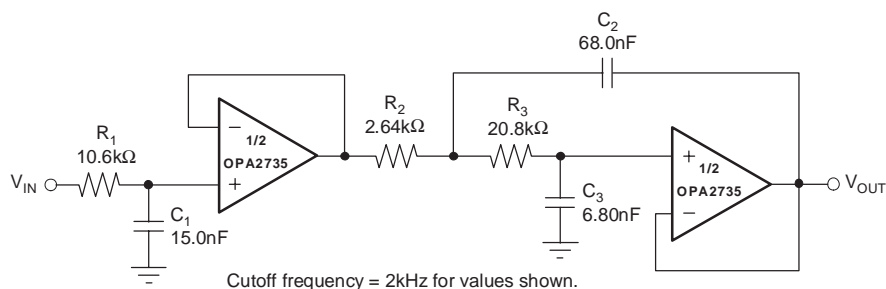 C2
68.0nF
R2
2.64kΩ
R3
20.8kΩ
R1
10.6kΩ
−
1/2
OPA2735
+
+
1/2
OPA2735
−
VIN
VOUT
C1
15.0nF
C3
6.80nF
Cutoff frequency = 2kHz for values shown.